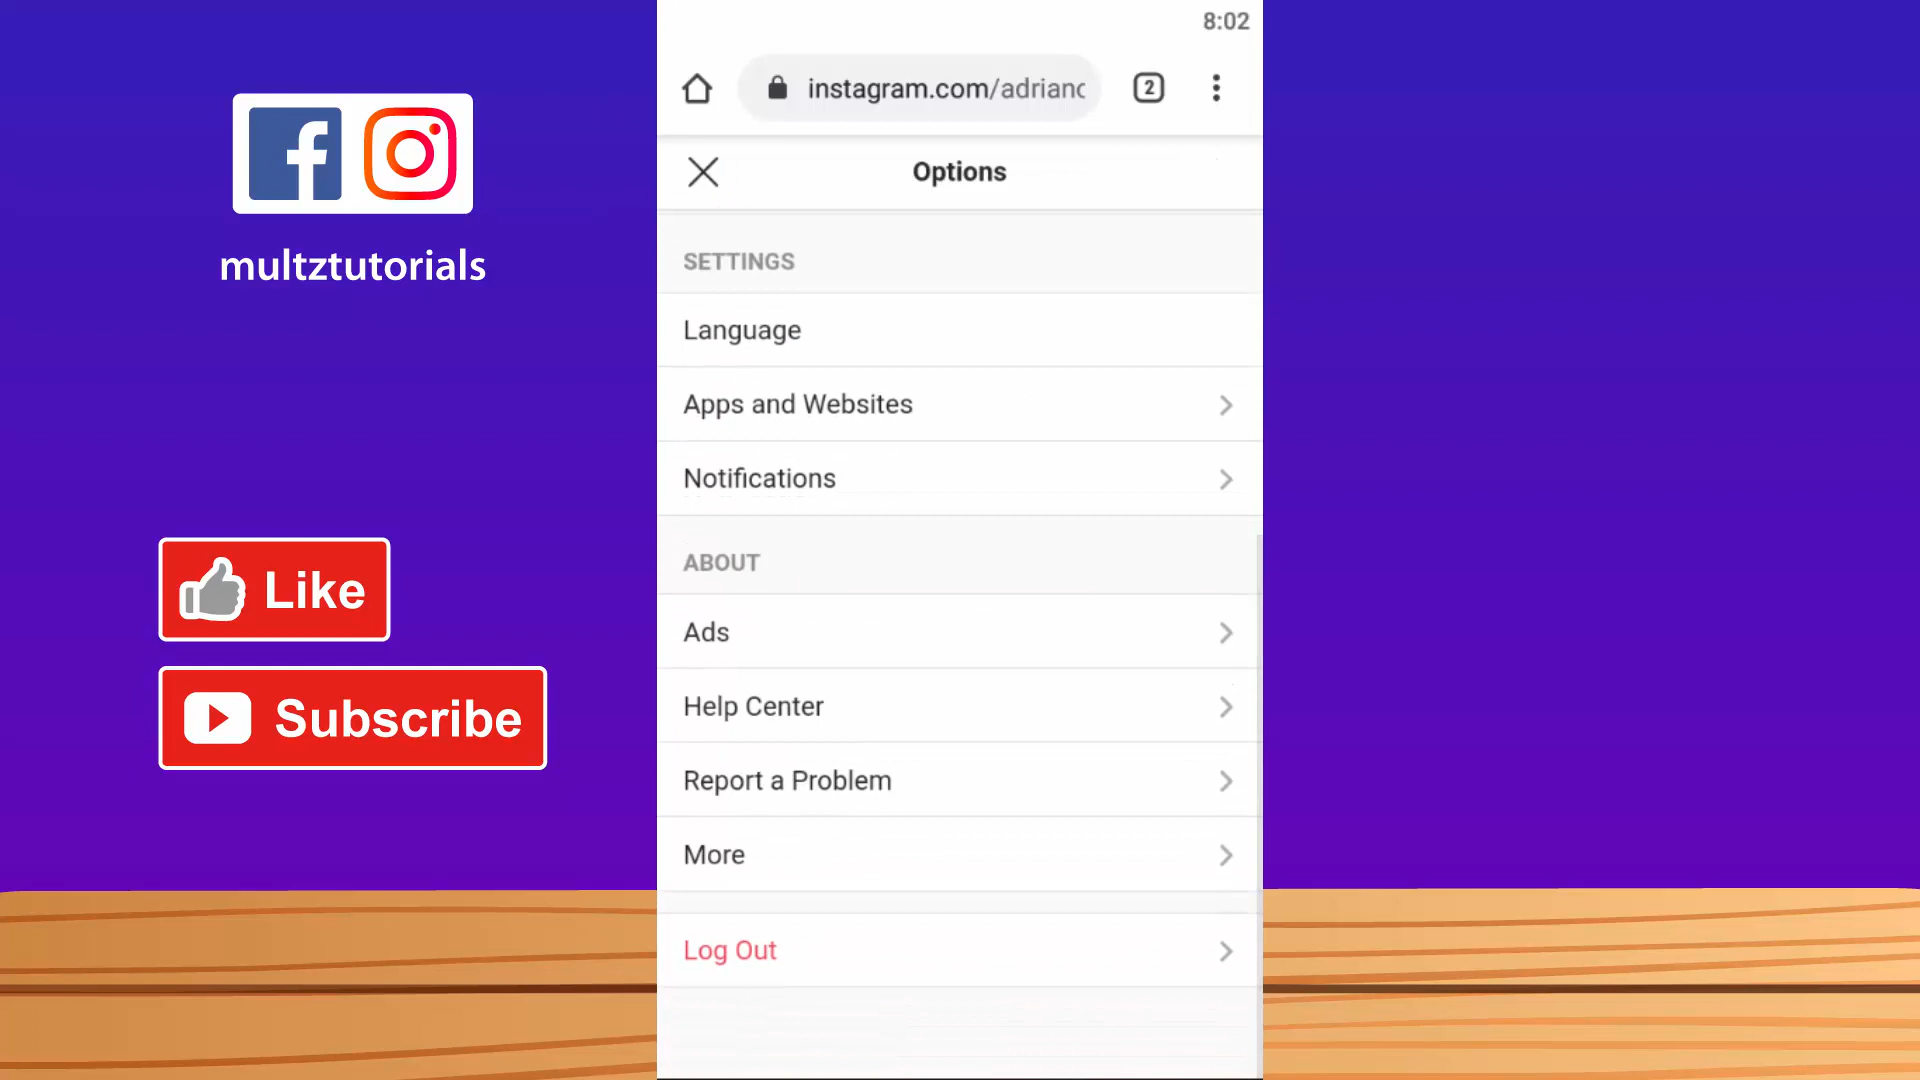 multztutorials
Like
Subscribe
8:02
instagram.com/adrianc
2
Options
SETTINGS
Language
Apps and Websites
Notifications
ABOUT
Ads
Help Center
Report a Problem
More
Log Out